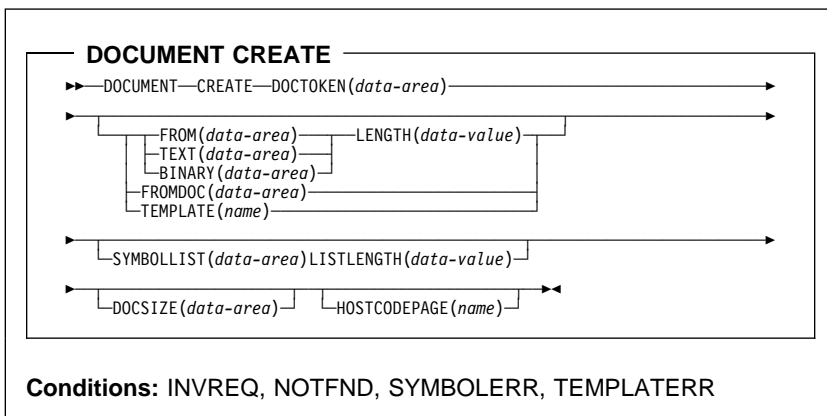 DOCUMENT CREATE
DOCUMENT CREATE DOCTOKEN(data-area)
FROM(data-area) LENGTH(data-value)
TEXT(data-area)
BINARY(data-area)
FROMDOC(data-area)
TEMPLATE(name)
SYMBOLLIST(data-area)LISTLENGTH(data-value)
DOCSIZE(data-area) HOSTCODEPAGE(name)
Conditions: INVREQ, NOTFND, SYMBOLERR, TEMPLATERR